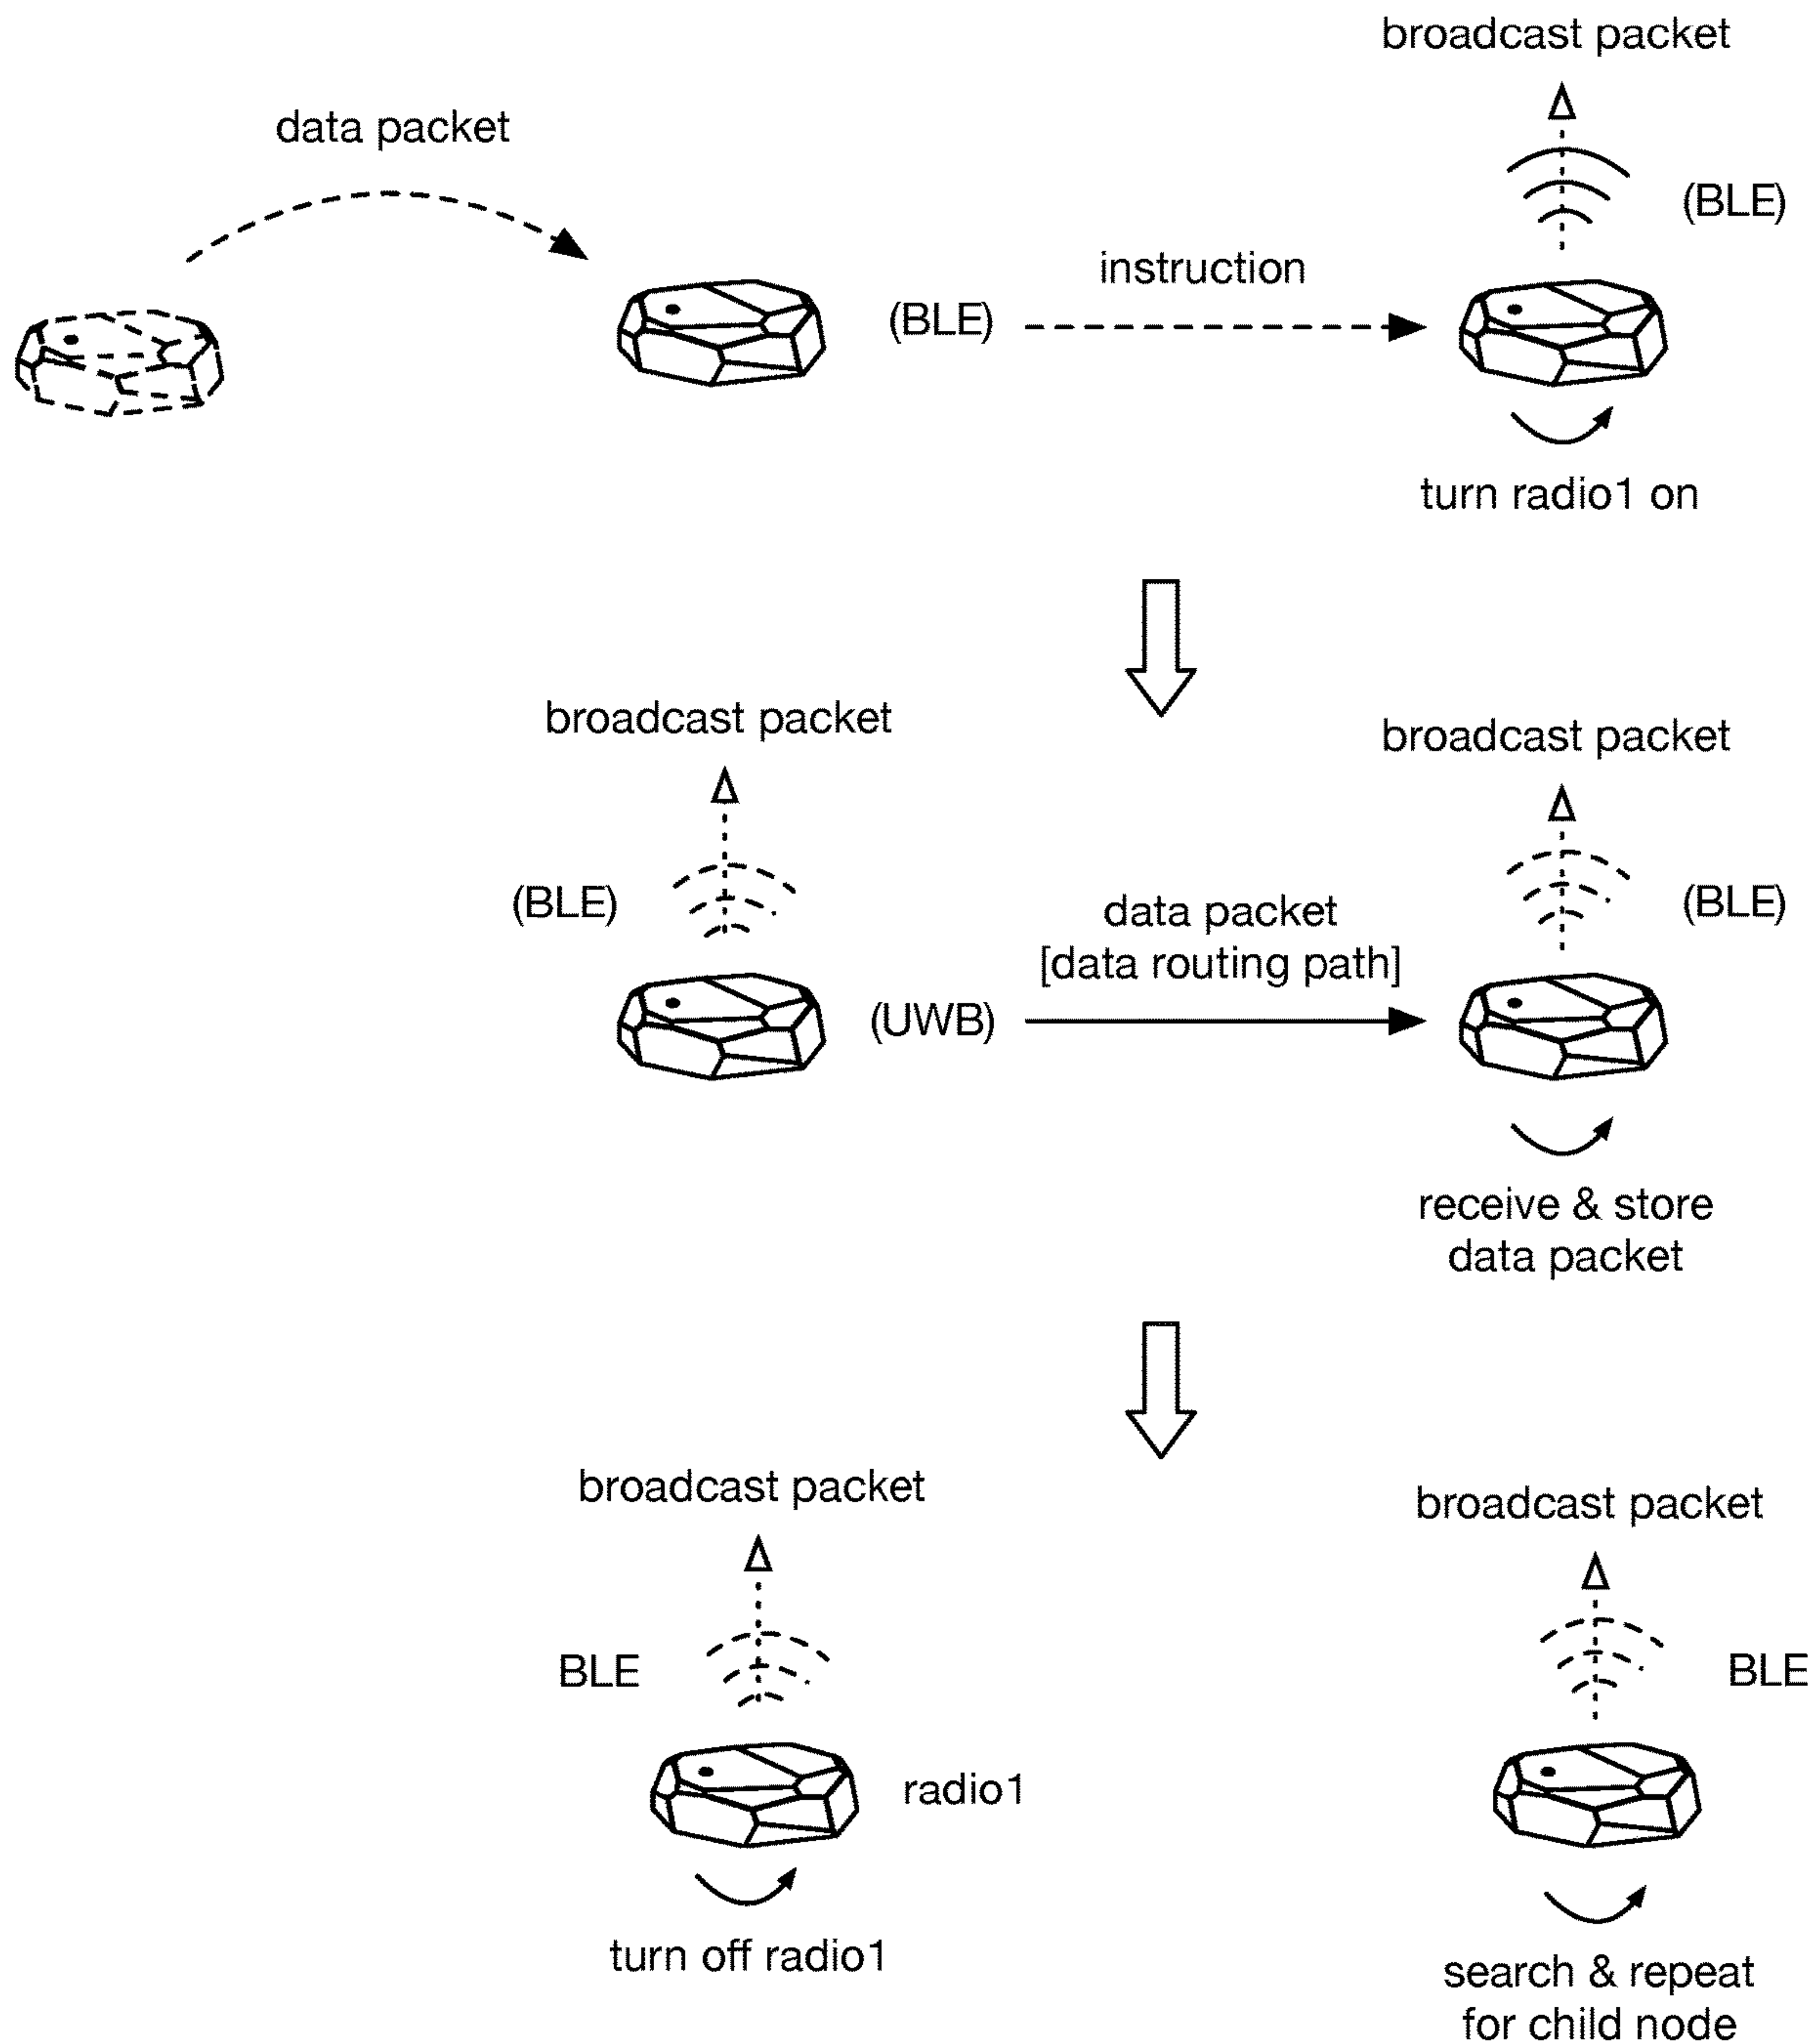 broadcast packet
data packet
(BLE)
instruction
(BLE)
turn radio1 on
broadcast packet
broadcast packet
(BLE)
data packet
[data routing path]
(BLE)
(UWB)
receive & store
data packet
broadcast packet
broadcast packet
BLE
BLE
radio1
turn off radio1
search & repeat
for child node